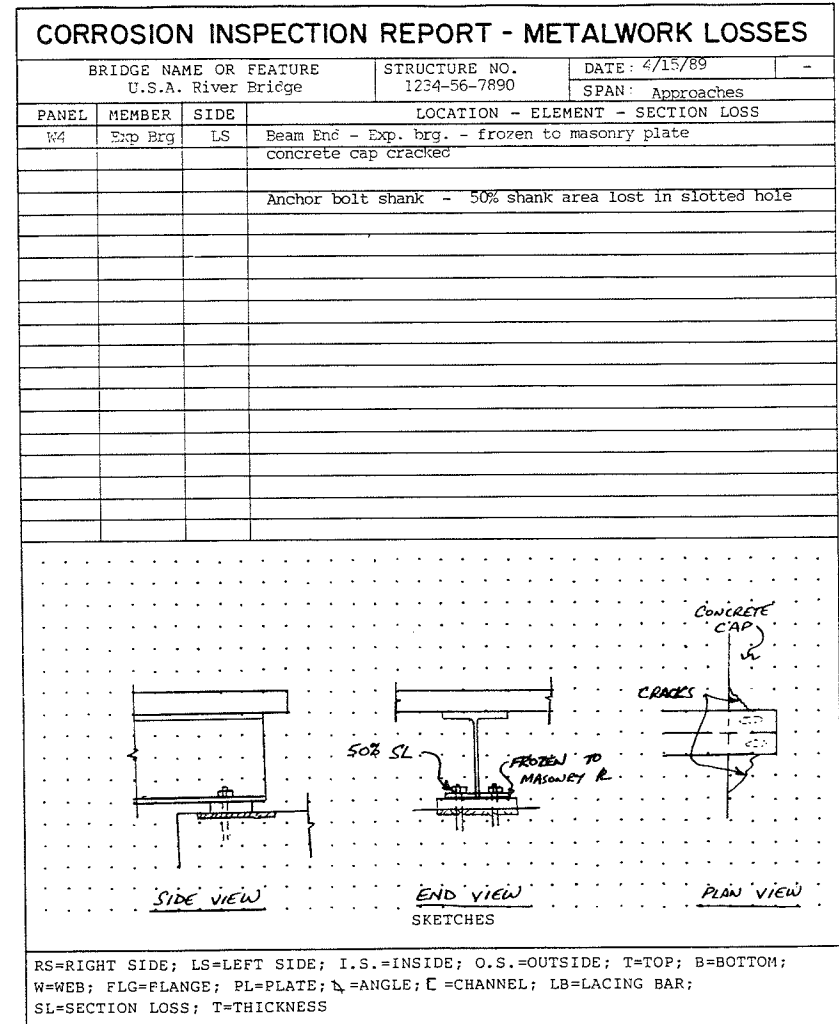 CORROSION INSPECTION REPORT - METALWORK LOSSES
BRIDGE NAME OR FEATURE
U.S.A. River Bridge
STRUCTURE NO.
1234-56-7890
DATE: 4/15/89
-
SPAN: Approaches
PANEL MEMBER SIDE LOCATION - ELEMENT - SECTION LOSS
W4 Exp Brg LS Beam End - Exp. brg. - frozen to masonry plate
concrete cap cracked
Anchor bolt shank - 50% shank area lost in slotted hole
CONCRETE
CAP
CRACKS
50% SL
FROZEN TO
MASONRY PL
SIDE VIEW
END VIEW
PLAN VIEW
SKETCHES
RS=RIGHT SIDE; LS=LEFT SIDE; I.S.=INSIDE; O.S.=OUTSIDE; T=TOP; B=BOTTOM;
W=WEB; FLG=FLANGE; PL=PLATE; =ANGLE; =CHANNEL; LB=LACING BAR;
SL=SECTION LOSS; T=THICKNESS